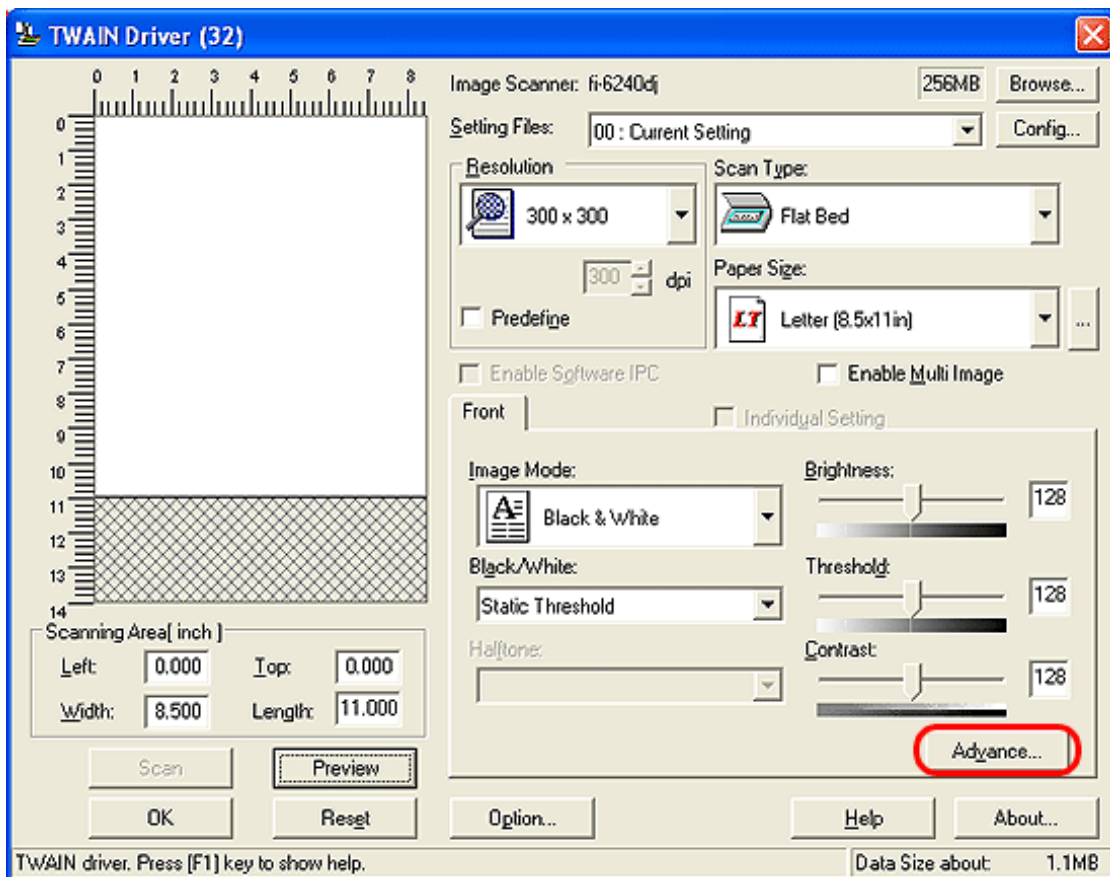 TWAIN Driver (32)
0 1 2 3 4 5 6 7 8
0
1
2
3
4
5
6
7
8
9
10
11
12
13
14
Scanning Area[ inch ]
Left: 0.000 Top: 0.000
Width: 8.500 Length: 11.000
Scan Preview
OK Reset
Image Scanner: fi-6240dj 256MB Browse...
Setting Files: 00 : Current Setting Config...
Resolution
300 x 300
300 dpi
Predefine
Scan Type:
Flat Bed
Paper Size:
LT Letter (8.5x11in) ...
Enable Software IPC Enable Multi Image
Front Individual Setting
Image Mode:
A Black & White
Black/White:
Static Threshold
Halftone:
Brightness:
128
Threshold:
128
Contrast:
128
Advance...
Option... Help About...
TWAIN driver. Press [F1] key to show help. Data Size about: 1.1MB